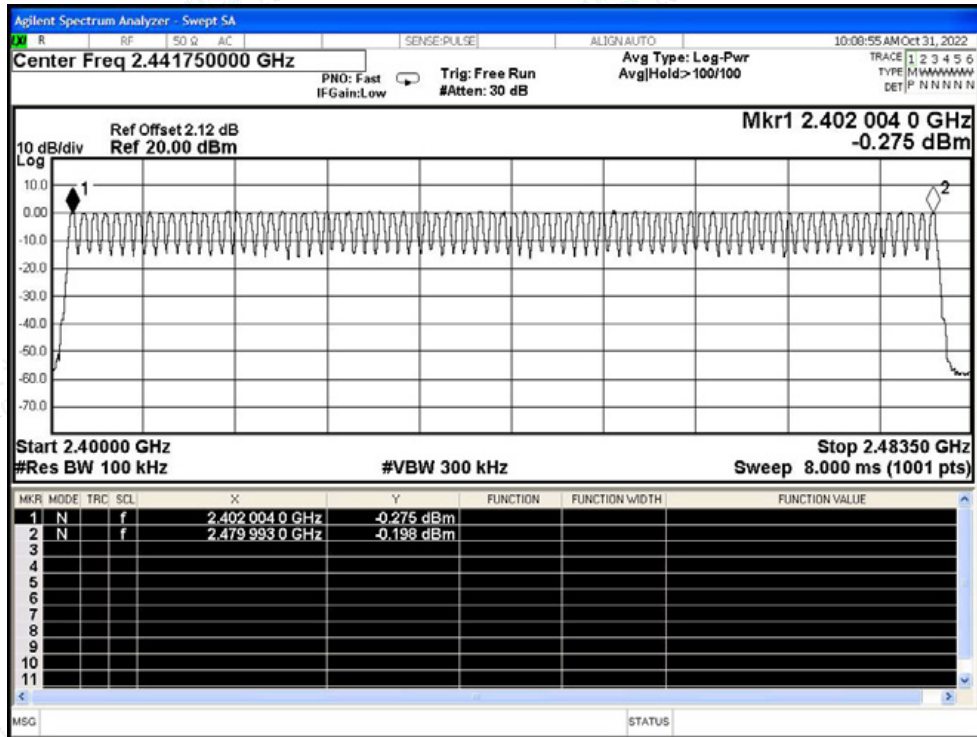 Agilent Spectrum Analyzer - Swept SA
R RF 50 Ω AC SENSE:PULSE ALIGN AUTO 10:08:55 AM Oct 31, 2022
Center Freq 2.441750000 GHz
PNO: Fast
IFGain:Low
Trig: Free Run
#Atten: 30 dB
Avg Type: Log-Pwr
Avg|Hold:>100/100
TRACE 1 2 3 4 5 6
TYPE M W W W W W
DET P N N N N N
Ref Offset 2.12 dB
10 dB/div Ref 20.00 dBm
Log
Mkr1 2.402 004 0 GHz
-0.275 dBm
10.0
0.00
-10.0
-20.0
-30.0
-40.0
-50.0
-60.0
-70.0
1
2
Start 2.40000 GHz Stop 2.48350 GHz
#Res BW 100 kHz #VBW 300 kHz Sweep 8.000 ms (1001 pts)
MKR MODE TRC SCL X Y FUNCTION FUNCTION WIDTH FUNCTION VALUE
1 N f 2.402 004 0 GHz -0.275 dBm
2 N f 2.479 993 0 GHz -0.198 dBm
3
4
5
6
7
8
9
10
11
MSG STATUS